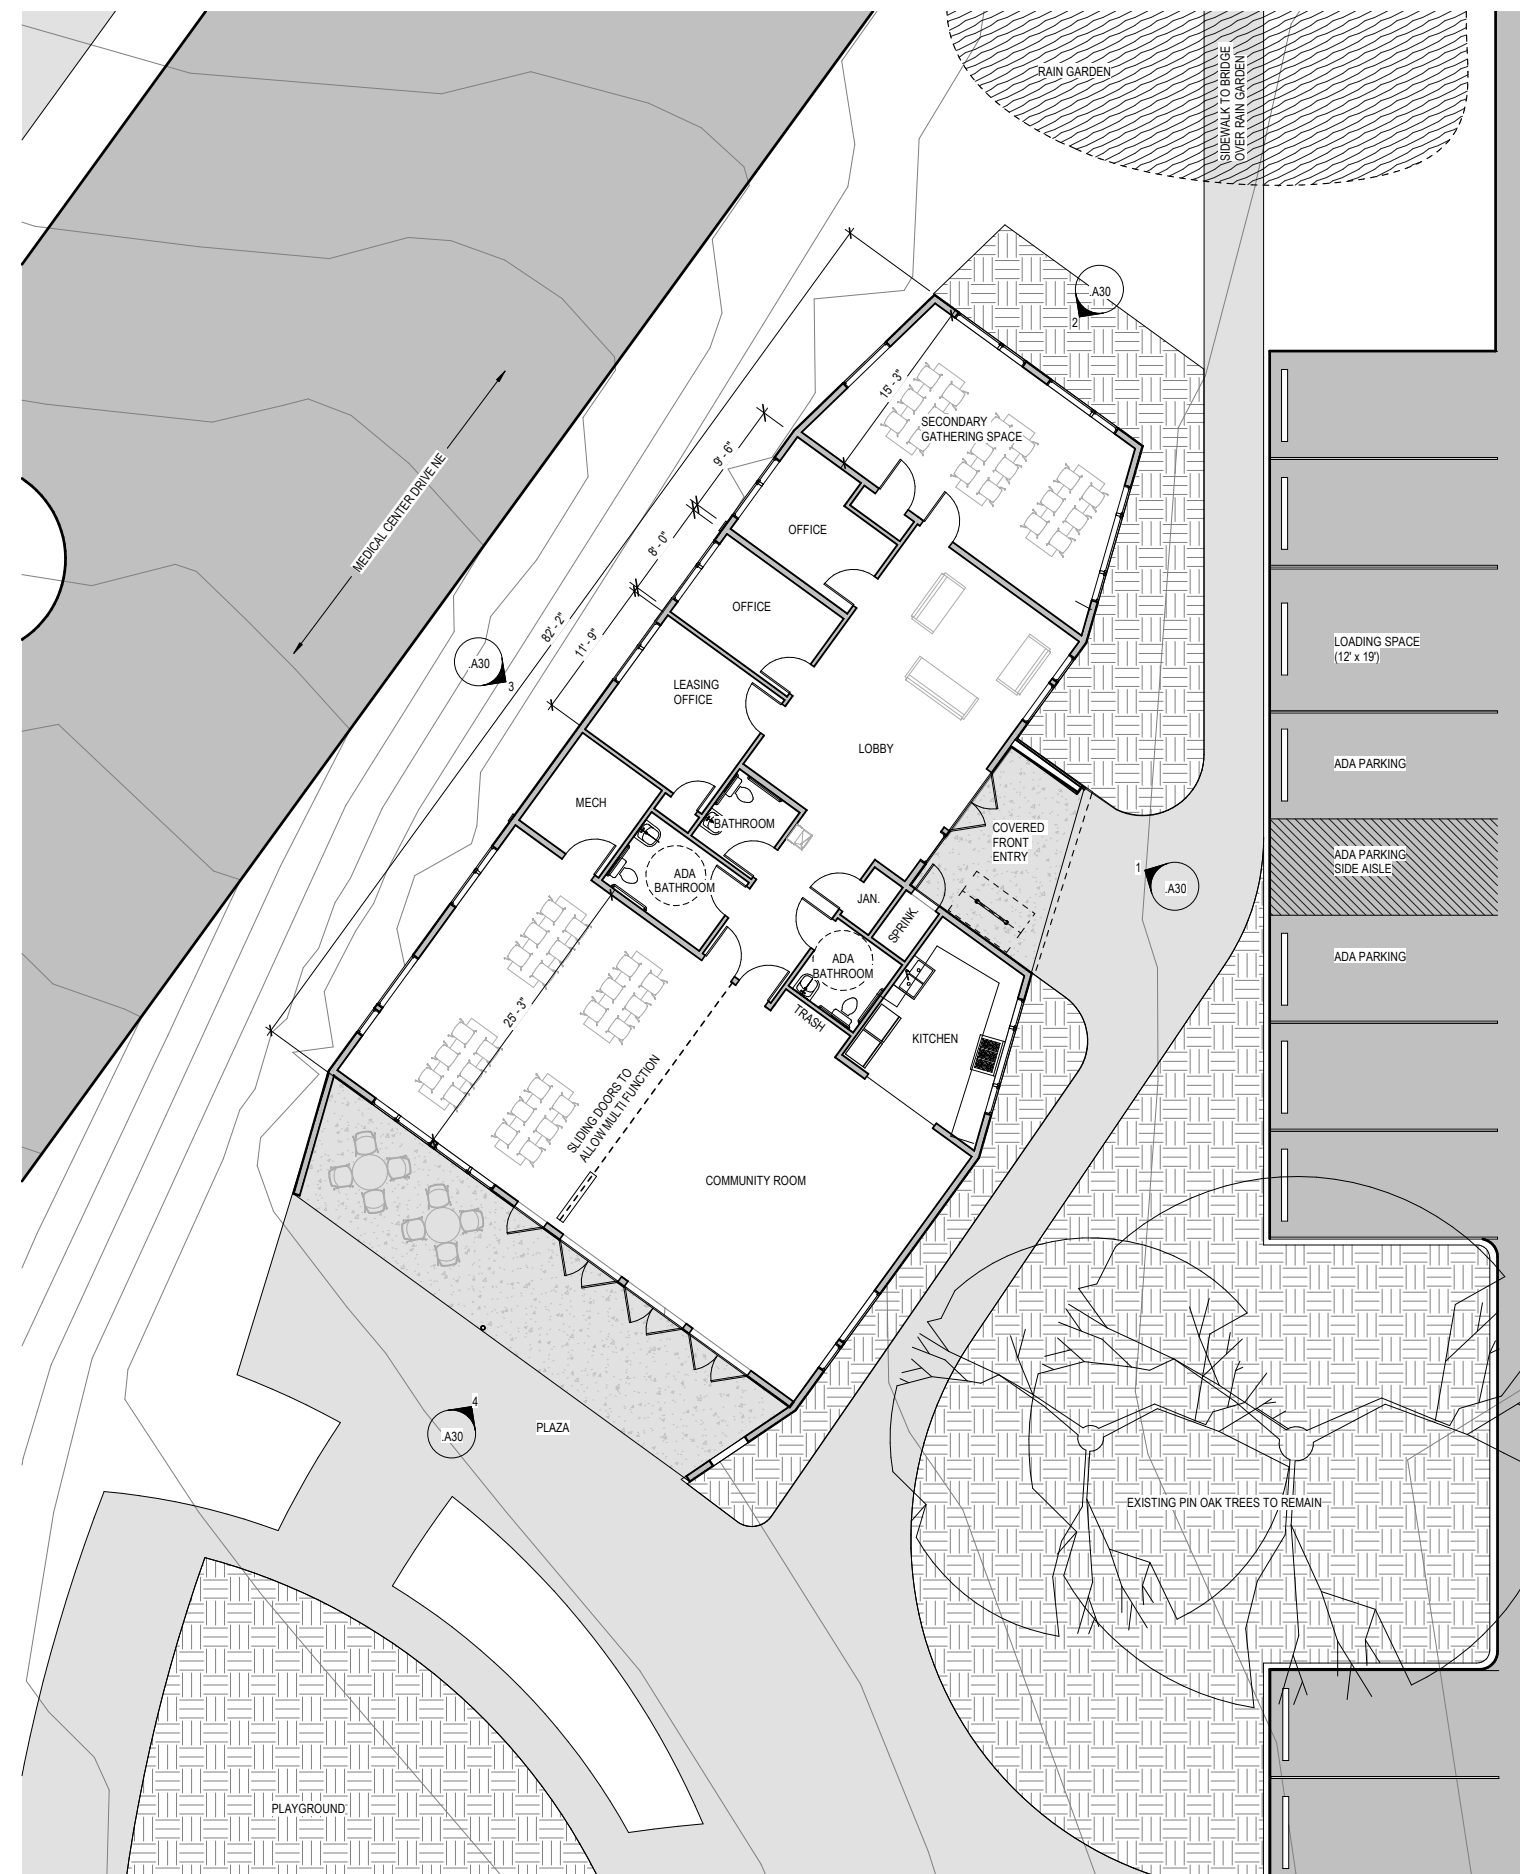 RAIN GARDEN
SIDEWALK TO BRIDGE
OVER RAIN GARDEN
.A30
2
15' - 3"
SECONDARY
GATHERING SPACE
9' - 6"
MEDICAL CENTER DRIVE NE
OFFICE
8' - 0"
OFFICE
82' - 2"
11' - 9"
.A30
3
LEASING
OFFICE
LOADING SPACE
(12' x 19')
LOBBY
ADA PARKING
MECH
BATHROOM
COVERED
FRONT
ENTRY
ADA PARKING
SIDE AISLE
1
.A30
ADA
BATHROOM
JAN.
SPRINK.
ADA PARKING
ADA
BATHROOM
25' - 3"
TRASH
KITCHEN
SLIDING DOORS TO
ALLOW MULTI FUNCTION
COMMUNITY ROOM
4
.A30
PLAZA
EXISTING PIN OAK TREES TO REMAIN
PLAYGROUND